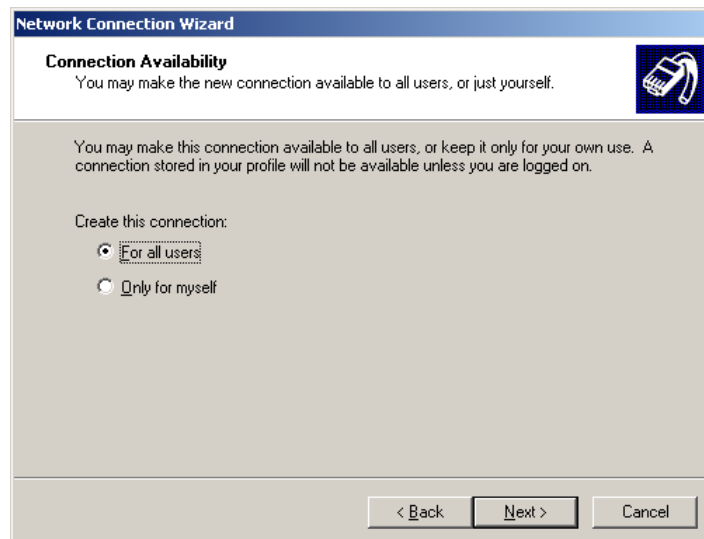 Network Connection Wizard
Connection Availability
You may make the new connection available to all users, or just yourself.
You may make this connection available to all users, or keep it only for your own use.  A
connection stored in your profile will not be available unless you are logged on.
Create this connection:
For all users
Only for myself
< Back
Next >
Cancel